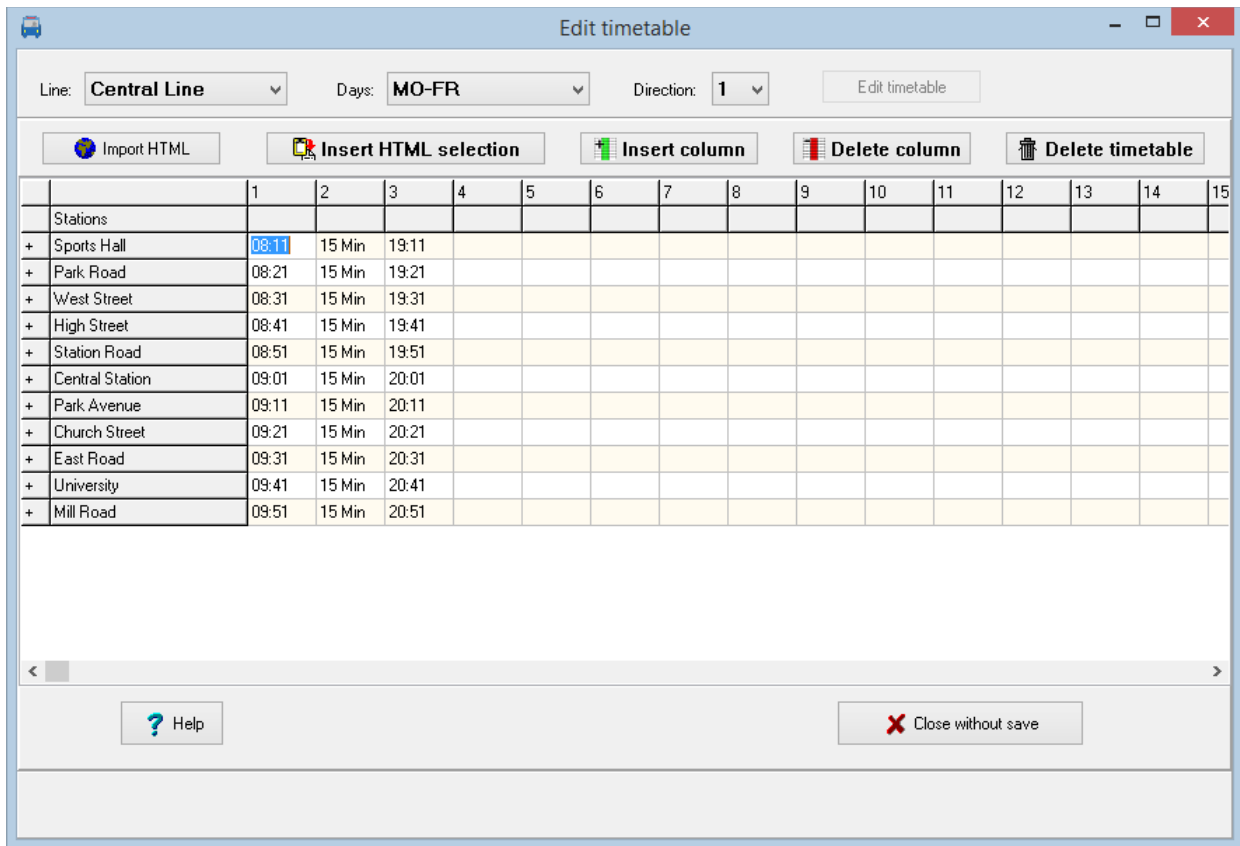 Edit timetable
Line: Central Line Days: MO-FR Direction: 1 Edit timetable
Import HTML Insert HTML selection Insert column Delete column Delete timetable
1 2 3 4 5 6 7 8 9 10 11 12 13 14 15
Stations
+ Sports Hall 08:11 15 Min 19:11
+ Park Road 08:21 15 Min 19:21
+ West Street 08:31 15 Min 19:31
+ High Street 08:41 15 Min 19:41
+ Station Road 08:51 15 Min 19:51
+ Central Station 09:01 15 Min 20:01
+ Park Avenue 09:11 15 Min 20:11
+ Church Street 09:21 15 Min 20:21
+ East Road 09:31 15 Min 20:31
+ University 09:41 15 Min 20:41
+ Mill Road 09:51 15 Min 20:51
? Help Close without save